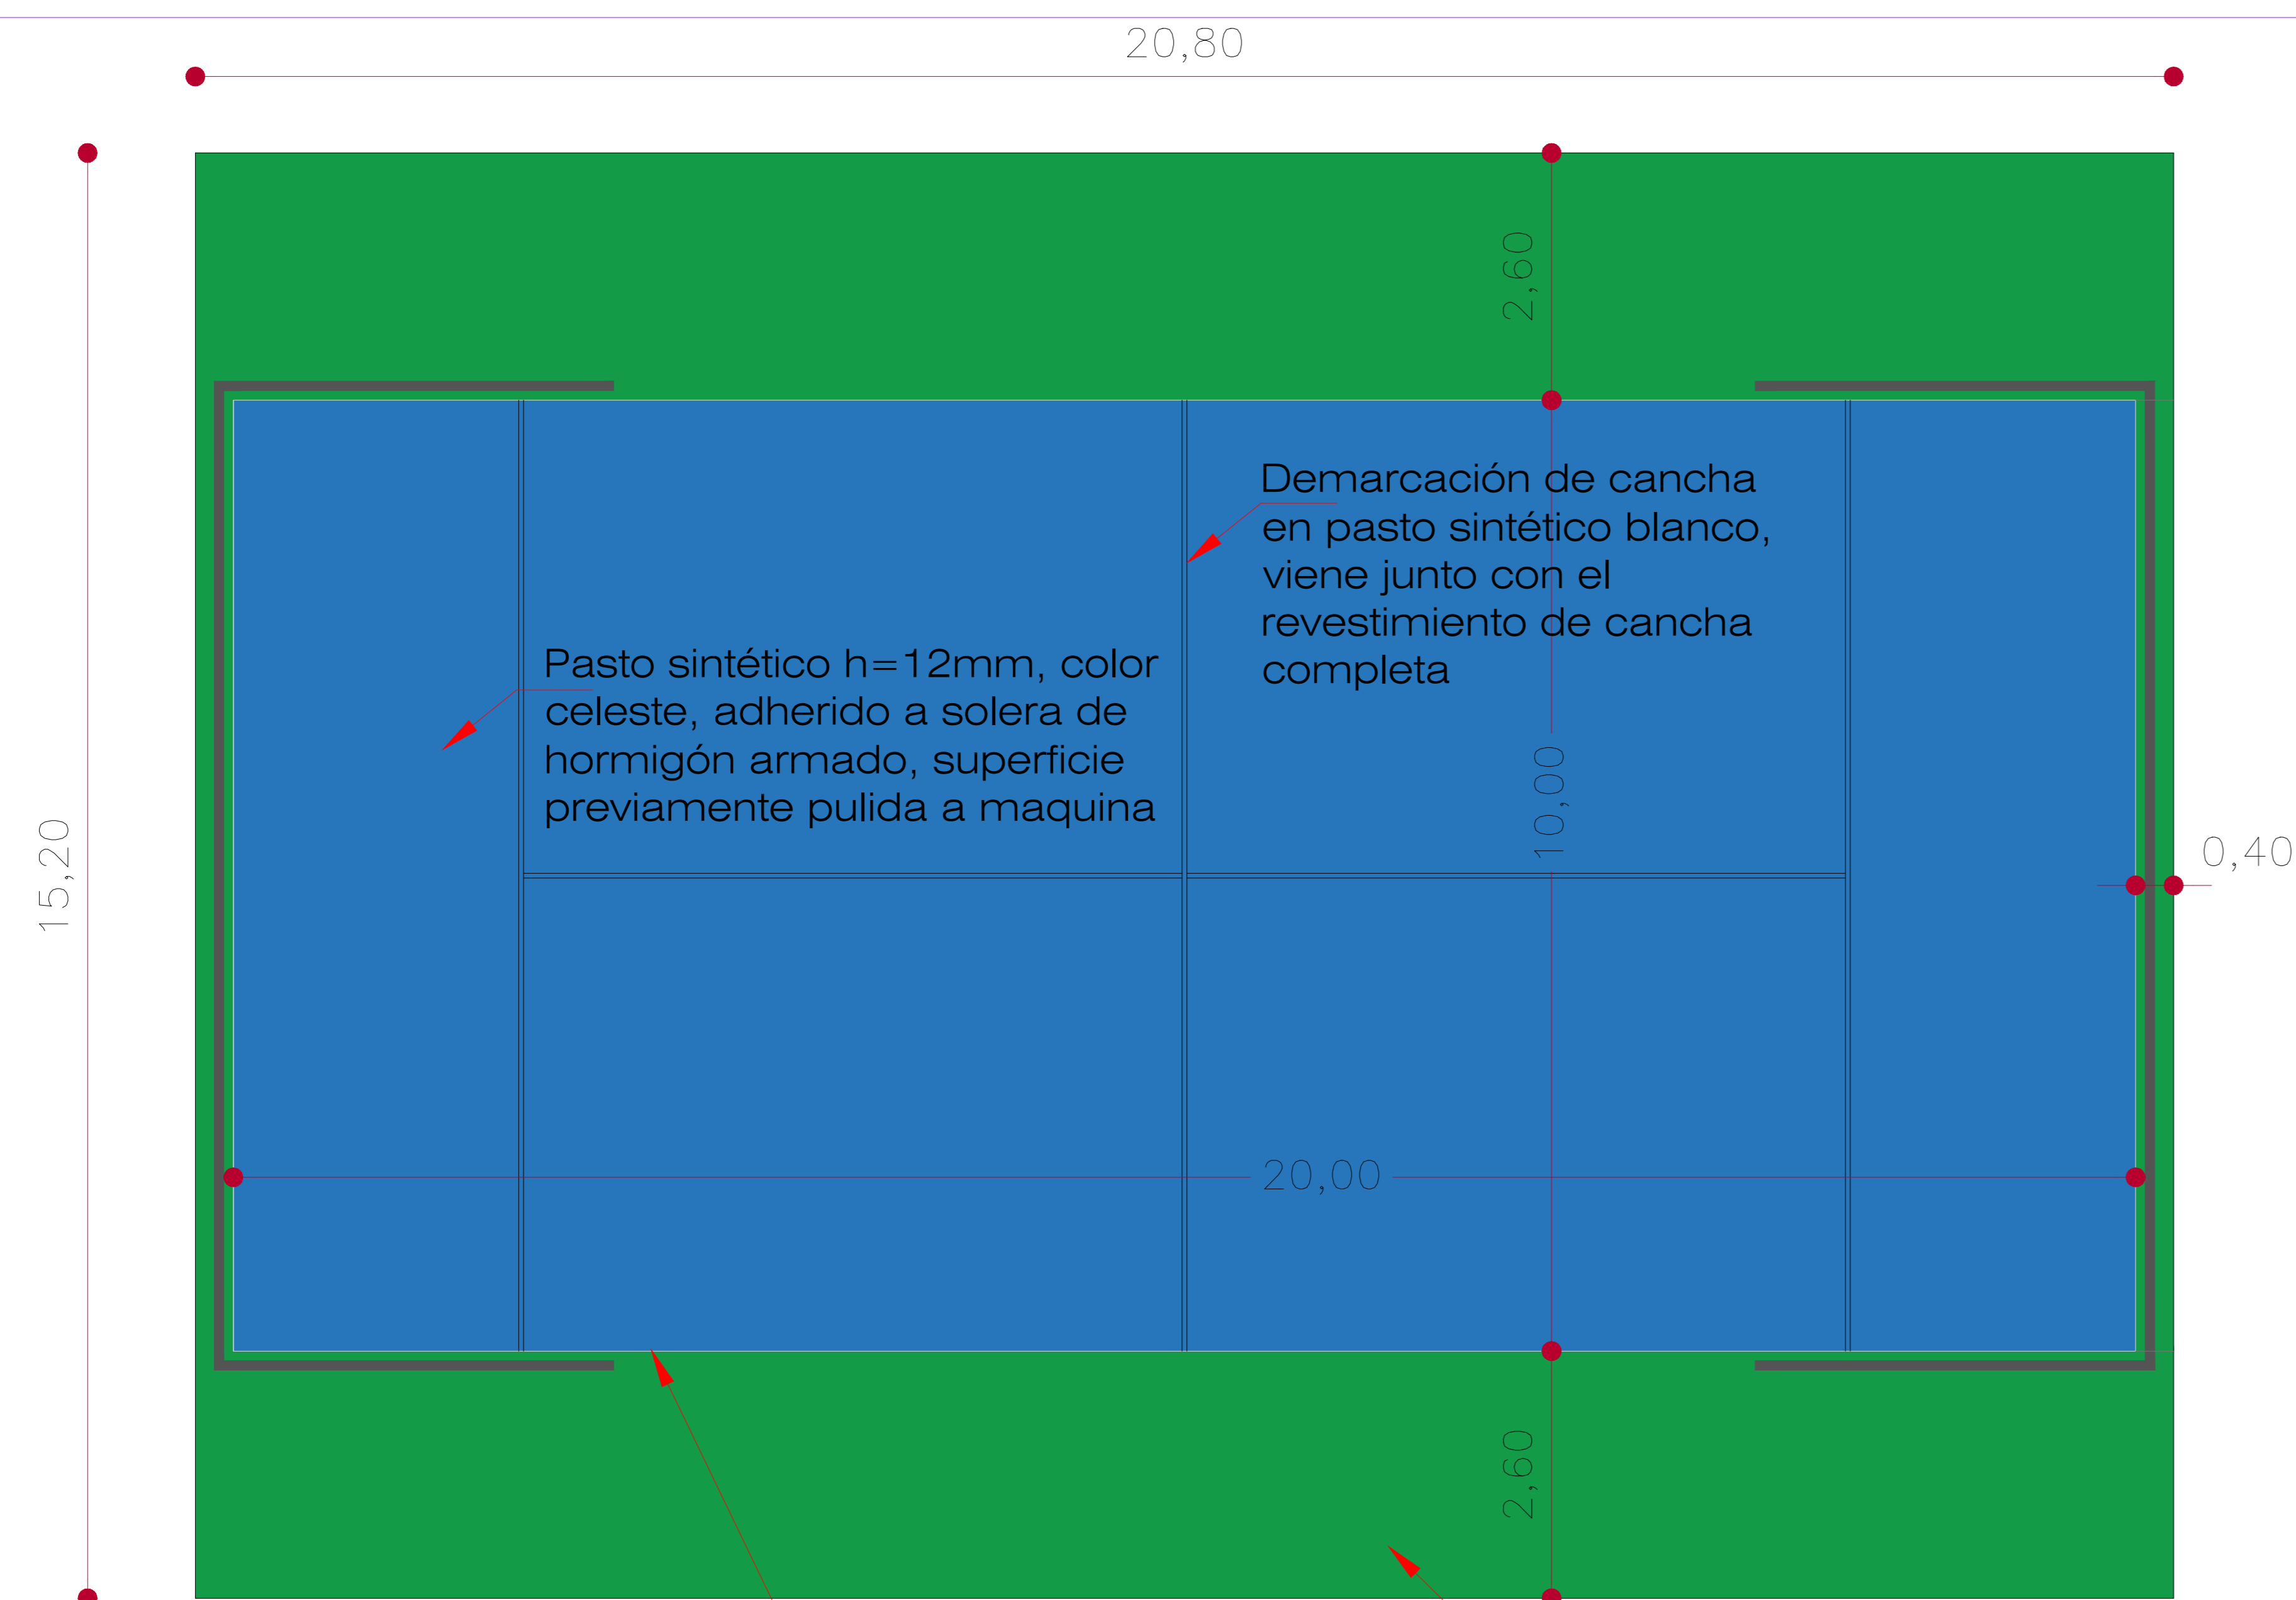 20,80
2,60
Demarcación de cancha
en pasto sintético blanco,
viene junto con el
revestimiento de cancha
completa
Pasto sintético h=12mm, color
celeste, adherido a solera de
hormigón armado, superficie
previamente pulida a maquina
10,00
15,20
0,40
20,00
2,60